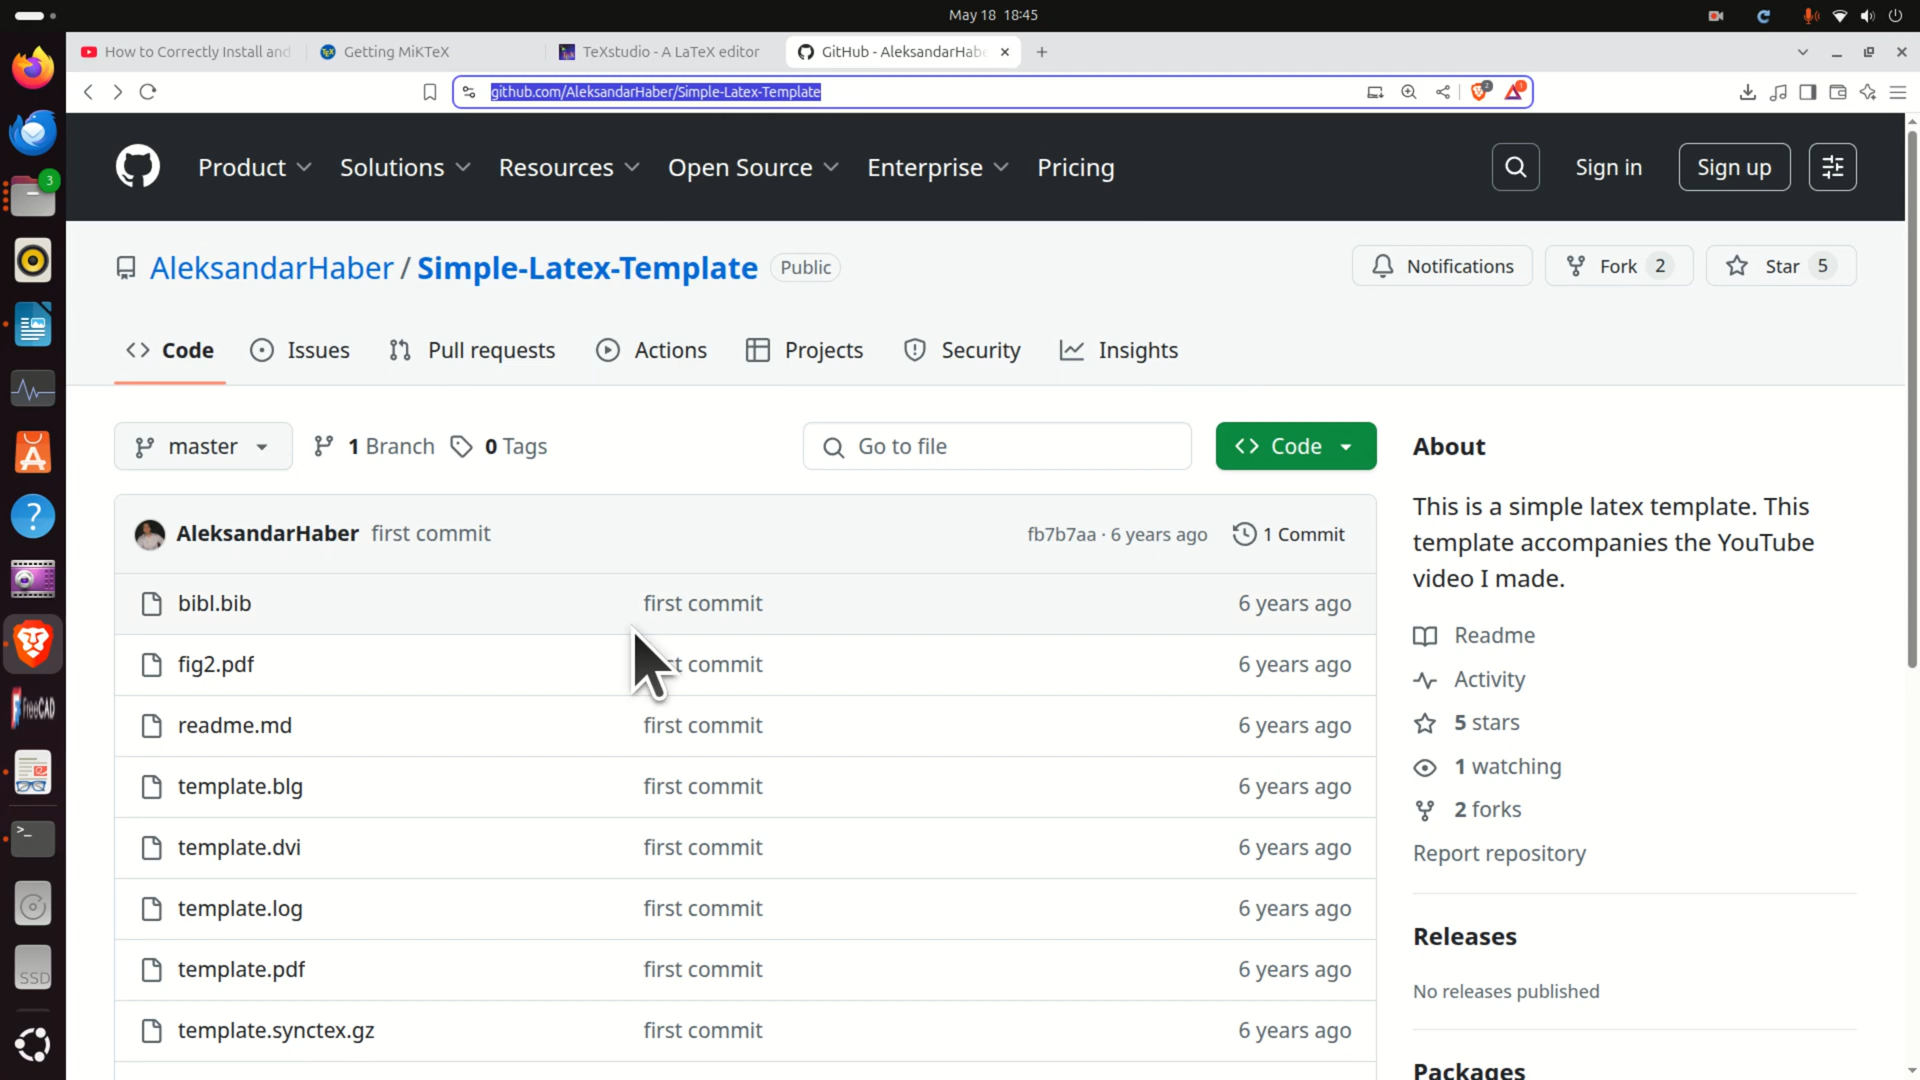 May 18 18:45
How to Correctly Install and
Getting MiKTeX
TeXstudio - A LaTeX editor
GitHub - AleksandarHabe
github.com/AleksandarHaber/Simple-Latex-Template
2
1
3
Product
Solutions
Resources
Open Source
Enterprise
Pricing
Sign in
Sign up
AleksandarHaber / Simple-Latex-Template
Public
Notifications
Fork 2
Star 5
Code
Issues
Pull requests
Actions
Projects
Security
Insights
master
1 Branch
0 Tags
Go to file
Code
AleksandarHaber first commit
fb7b7aa · 6 years ago
1 Commit
bibl.bib first commit 6 years ago
fig2.pdf t commit 6 years ago
readme.md first commit 6 years ago
template.blg first commit 6 years ago
template.dvi first commit 6 years ago
template.log first commit 6 years ago
template.pdf first commit 6 years ago
template.synctex.gz first commit 6 years ago
About
This is a simple latex template. This
template accompanies the YouTube
video I made.
Readme
Activity
5 stars
1 watching
2 forks
Report repository
Releases
No releases published
Packages
FreeCAD
SSD